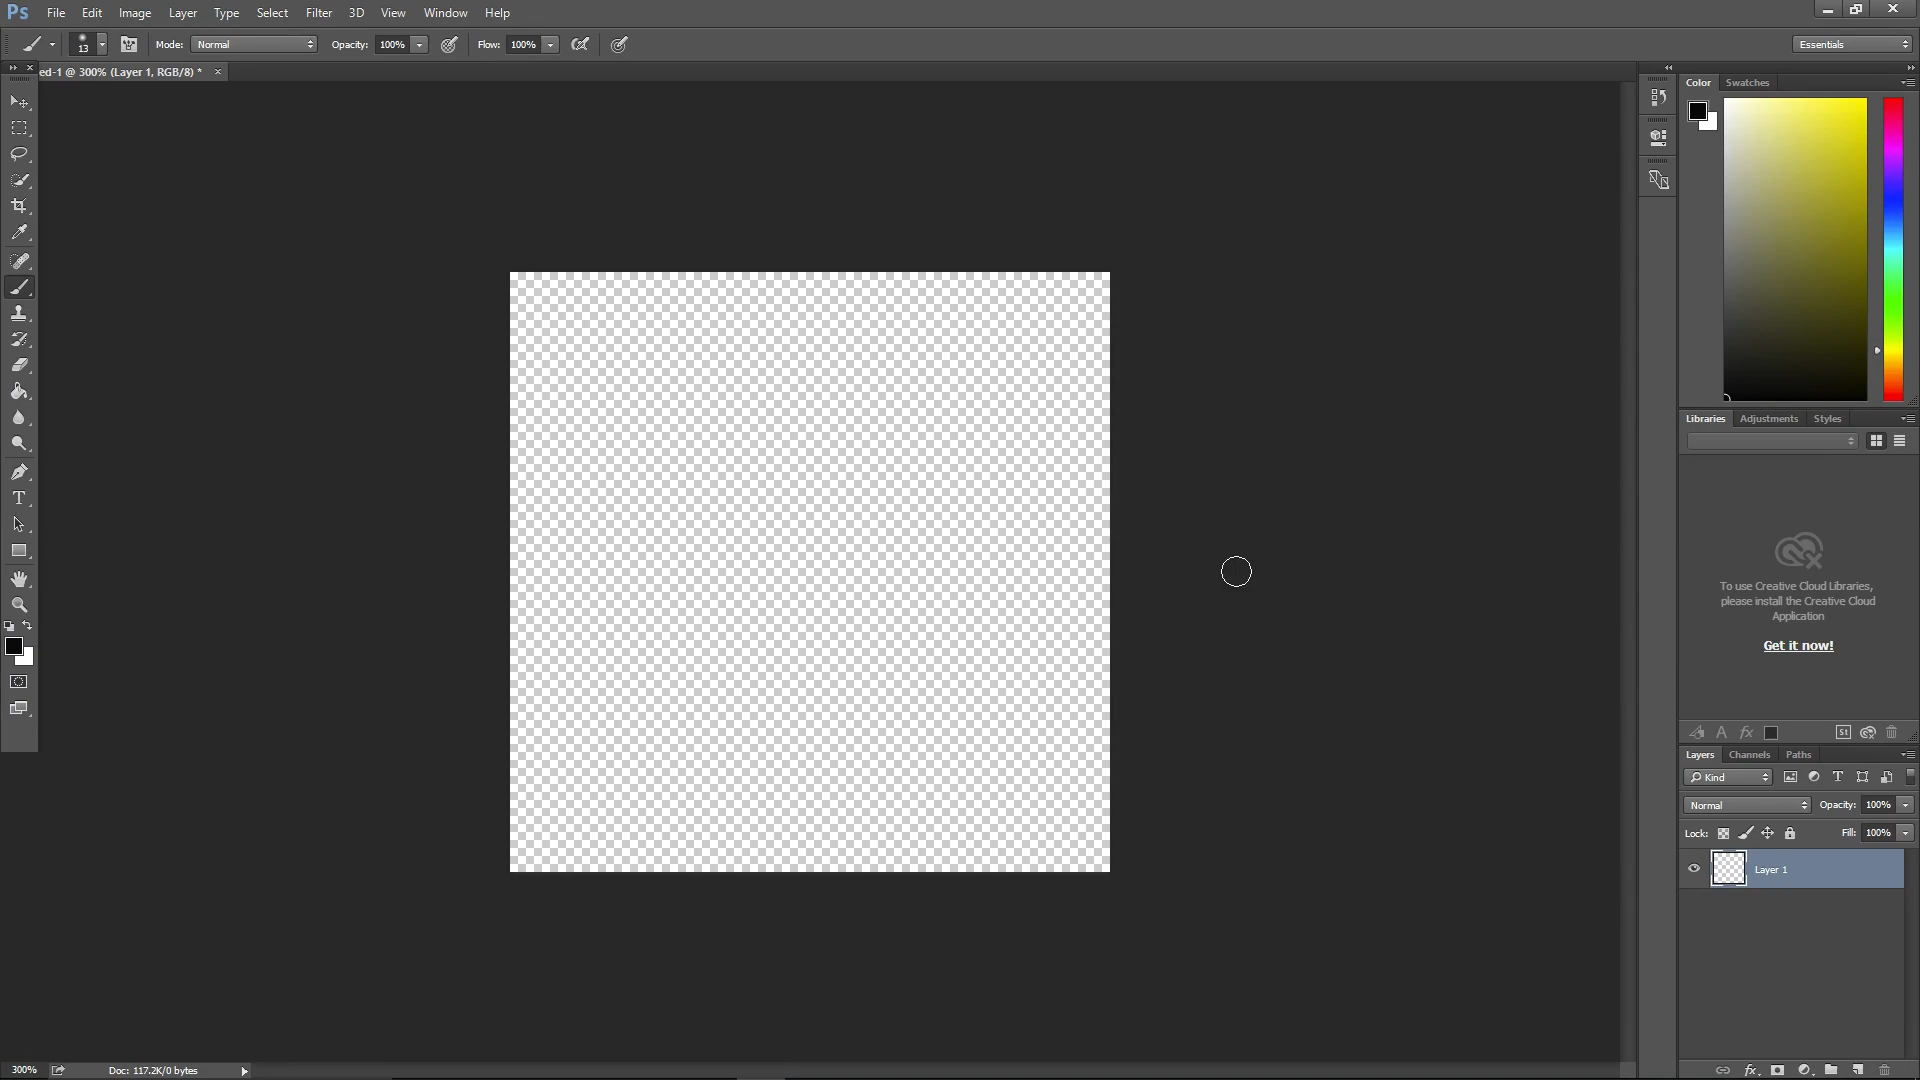 Ps File Edit Image Layer Type Select Filter 3D View Window Help
13 Mode: Normal Opacity: 100% Flow: 100% Essentials
ed-1 @ 300% (Layer 1, RGB/8) *
Color Swatches
Libraries Adjustments Styles
To use Creative Cloud Libraries,
please install the Creative Cloud
Application
Get it now!
A fx St
Layers Channels Paths
Kind T
Normal Opacity: 100%
Lock: Fill: 100%
Layer 1
T
300% Doc: 117.2K/0 bytes
fx